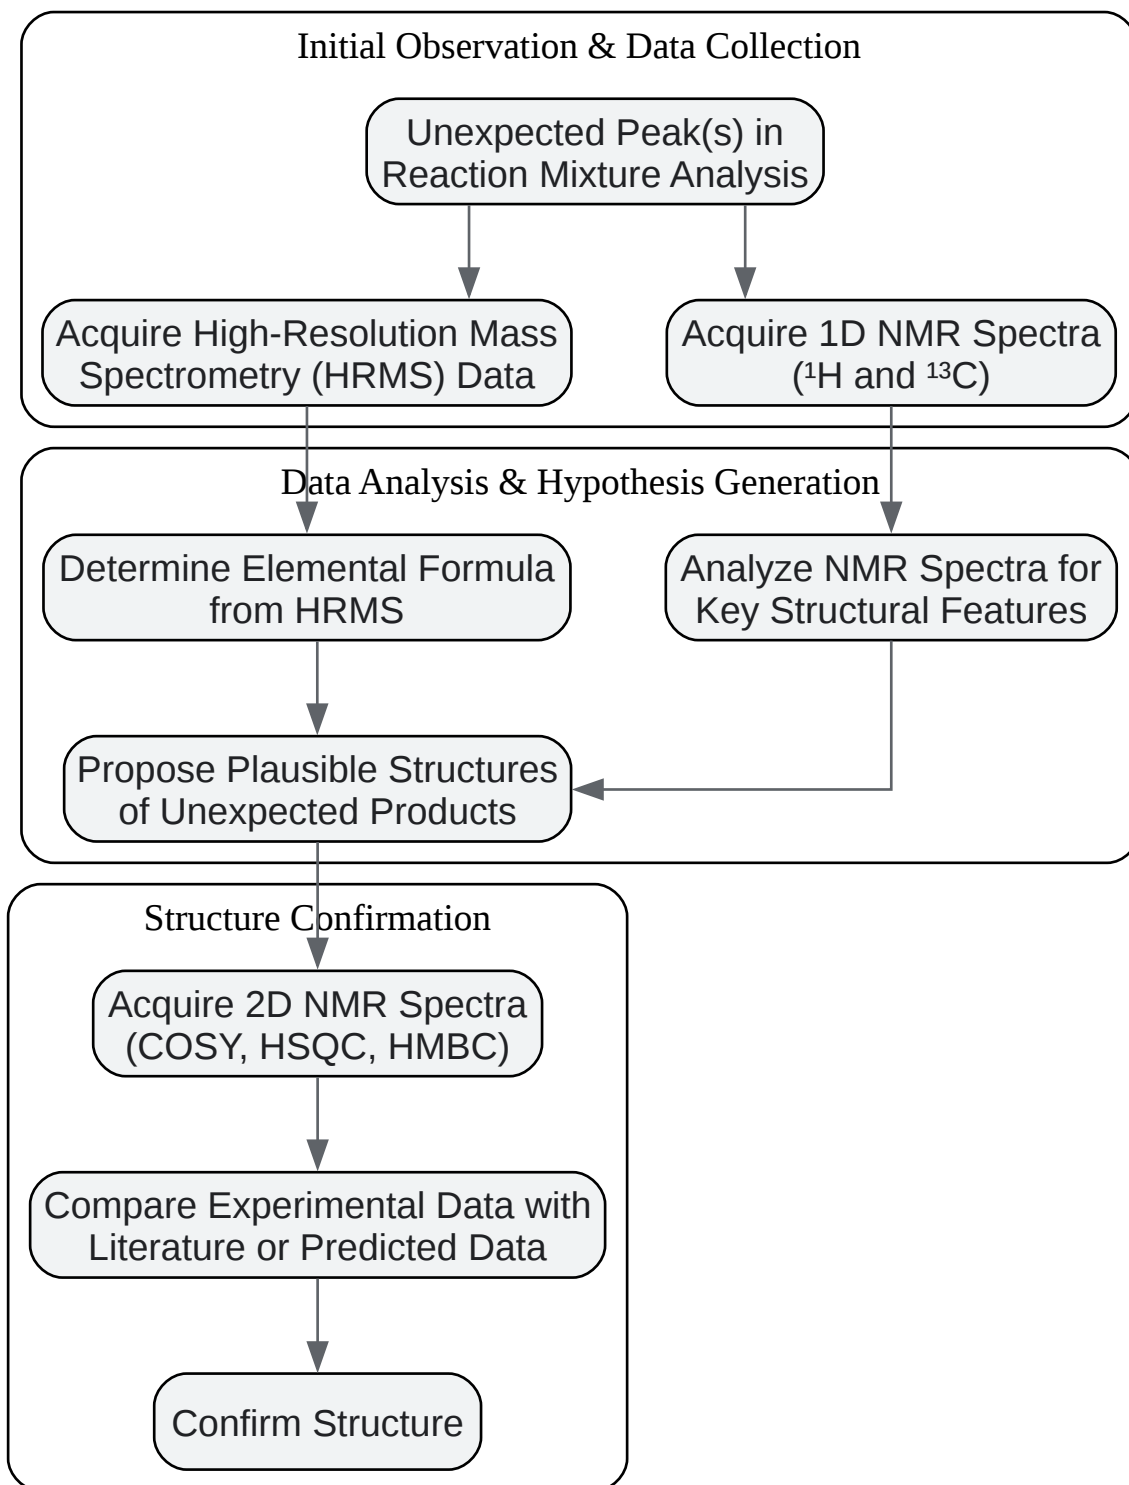 Initial Observation & Data Collection
Unexpected Peak(s) in
Reaction Mixture Analysis
Acquire High-Resolution Mass
Spectrometry (HRMS) Data
Acquire 1D NMR Spectra
(¹H and ¹³C)
Data Analysis & Hypothesis Generation
Determine Elemental Formula
from HRMS
Analyze NMR Spectra for
Key Structural Features
Propose Plausible Structures
of Unexpected Products
Structure Confirmation
Acquire 2D NMR Spectra
(COSY, HSQC, HMBC)
Compare Experimental Data with
Literature or Predicted Data
Confirm Structure